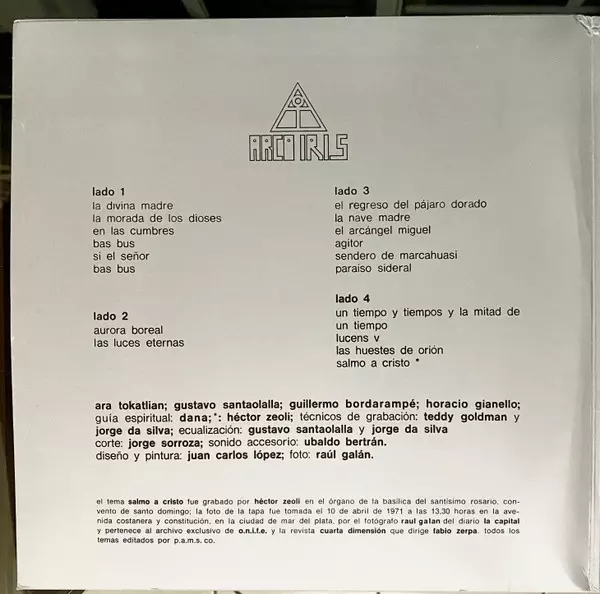 ARCO IRIS
lado 1
la divina madre
la morada de los dioses
en las cumbres
bas bus
si el señor
bas bus
lado 2
aurora boreal
las luces eternas
lado 3
el regreso del pájaro dorado
la nave madre
el arcángel miguel
agitor
sendero de marcahuasi
paraiso sideral
lado 4
un tiempo y tiempos y la mitad de
un tiempo
lucens v
las huestes de orión
salmo a cristo *
ara tokatlian; gustavo santaolalla; guillermo bordarampé; horacio gianello;
guía espiritual: dana; *: héctor zeoli; técnicos de grabación: teddy goldman y
jorge da silva; ecualización: gustavo santaolalla y jorge da silva
corte: jorge sorroza; sonido accesorio: ubaldo bertrán.
diseño y pintura: juan carlos lópez; foto: raúl galán.
el tema salmo a cristo fue grabado por héctor zeoli en el órgano de la basílica del santísimo rosario, con-
vento de santo domingo; la foto de la tapa fue tomada el 10 de abril de 1971 a las 13,30 horas en la ave-
nida costanera y constitución, en la ciudad de mar del plata, por el fotógrafo raul galan del diario la capital
y pertenece al archivo exclusivo de o.n.i.f.e. y la revista cuarta dimensión que dirige fabio zerpa. todos los
temas editados por p.a.m.s. co.